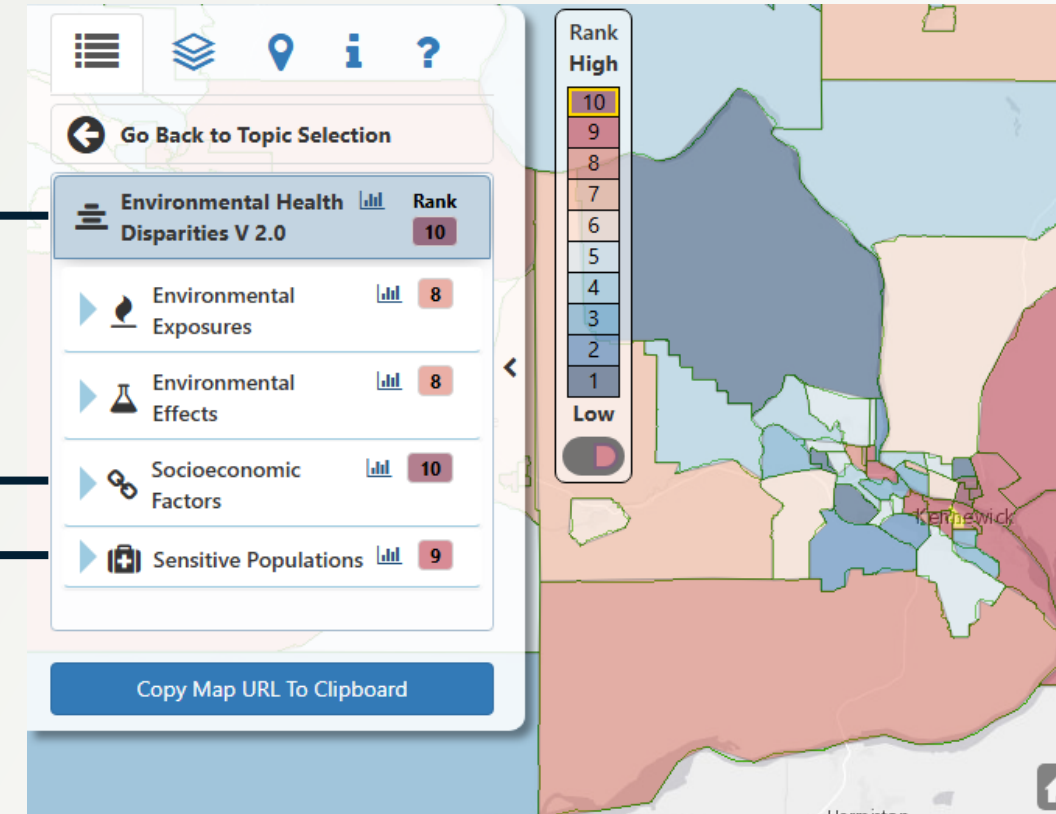 ?
Go Back to Topic Selection
Environmental Health
Disparities V 2.0
Rank
10
Environmental
Exposures
8
Environmental
Effects
8
Socioeconomic
Factors
10
Sensitive Populations
9
Copy Map URL To Clipboard
Rank
High
10
9
8
7
6
5
4
3
2
1
Low
Kennewick